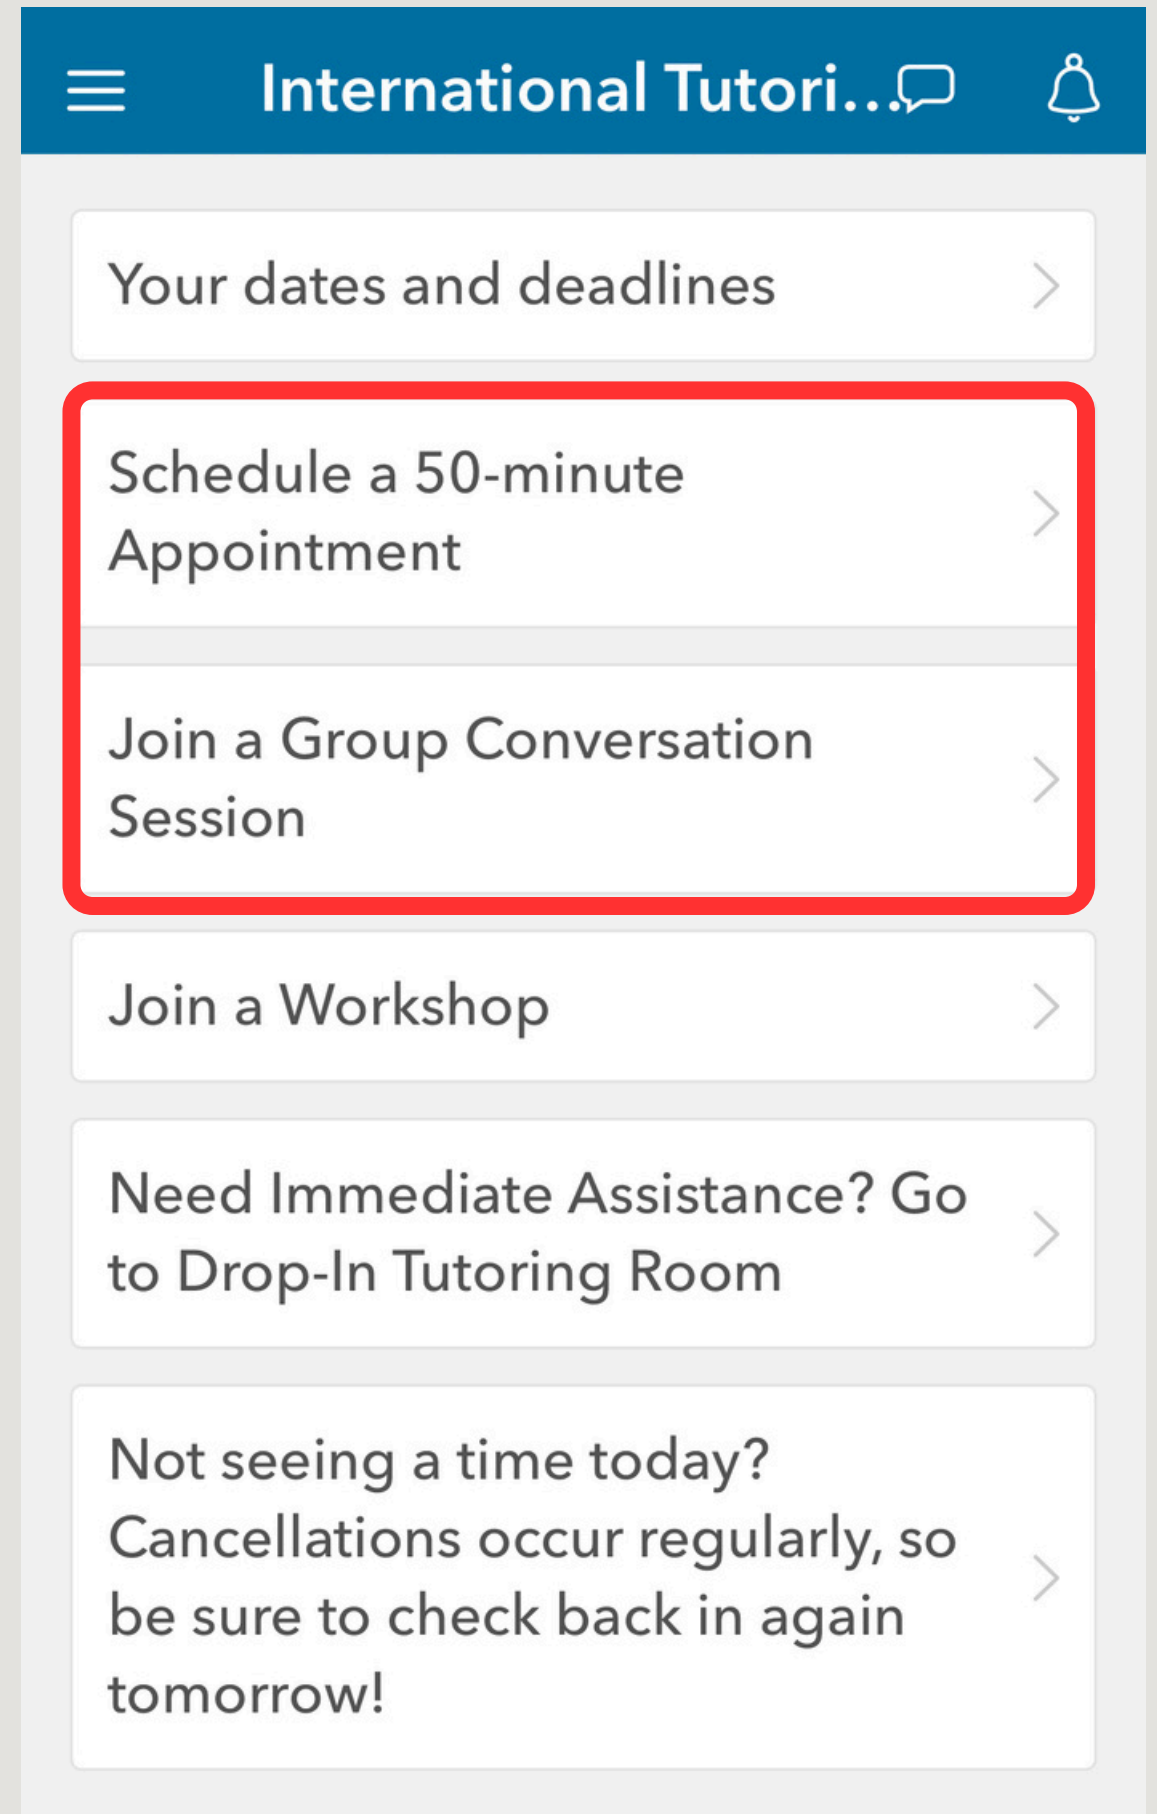 International Tutori...
Your dates and deadlines
Schedule a 50-minute
Appointment
Join a Group Conversation
Session
Join a Workshop
Need Immediate Assistance? Go
to Drop-In Tutoring Room
Not seeing a time today?
Cancellations occur regularly, so
be sure to check back in again
tomorrow!